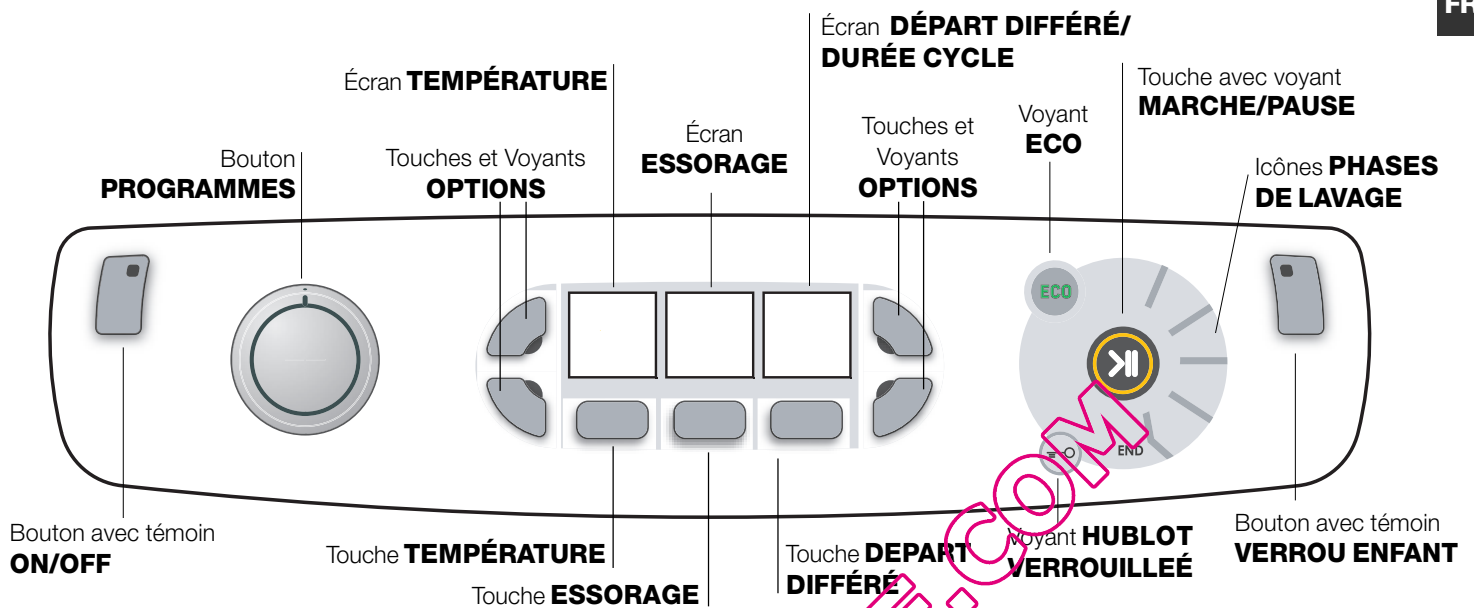 FR
Écran DÉPART DIFFÉRÉ/
DURÉE CYCLE
Écran TEMPÉRATURE
Touche avec voyant
MARCHE/PAUSE
Écran
ESSORAGE
Touches et
Voyants
OPTIONS
Voyant
ECO
Bouton
PROGRAMMES
Touches et Voyants
OPTIONS
Icônes PHASES
DE LAVAGE
ECO
END
Bouton avec témoin
ON/OFF
Touche TEMPÉRATURE
Touche ESSORAGE
Touche DEPART
DIFFÉRÉ
Voyant HUBLOT
VERROUILLEÉ
Bouton avec témoin
VERROU ENFANT
.COM